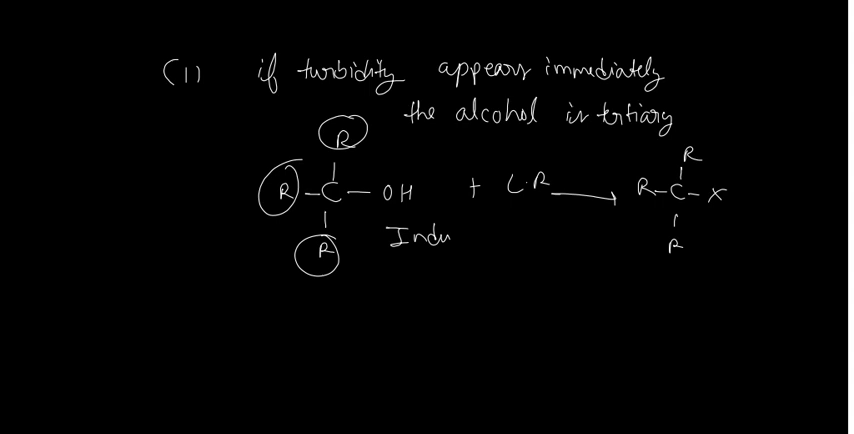 (1) if turbidity appears immediately
the alcohol is tertiary
R R
R-C-OH + L.R → R-C-X
R Indu R